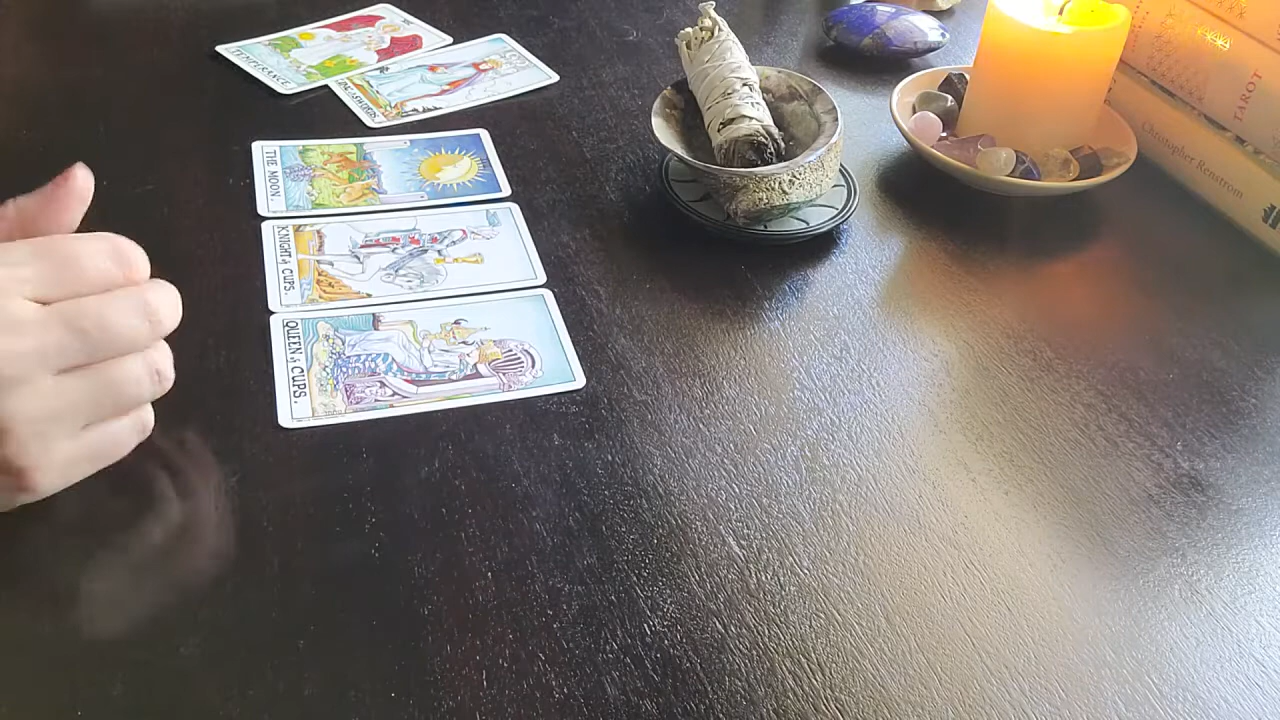 TEMPERANCE.
THE MOON.
KNIGHT of CUPS.
QUEEN of CUPS.
TAROT
Christopher Renstrom